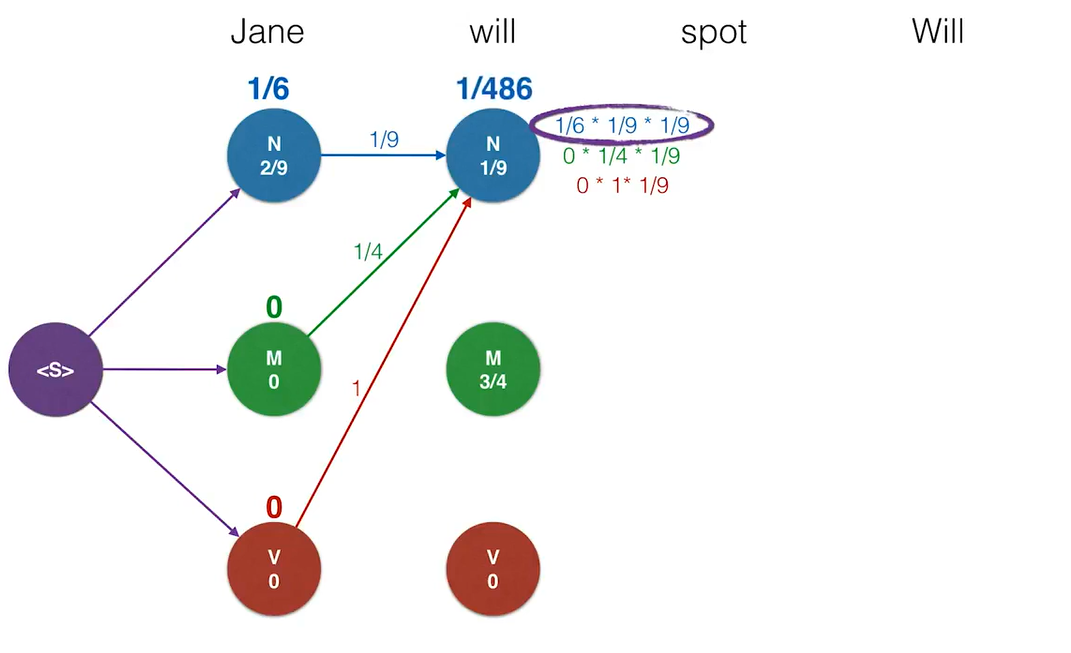 Jane will spot Will
1/6 1/486
N
2/9
1/9
N
1/9
1/6 * 1/9 * 1/9
0 * 1/4 * 1/9
0 * 1* 1/9
1/4
0
<S>
M
0
M
3/4
1
0
V
0
V
0